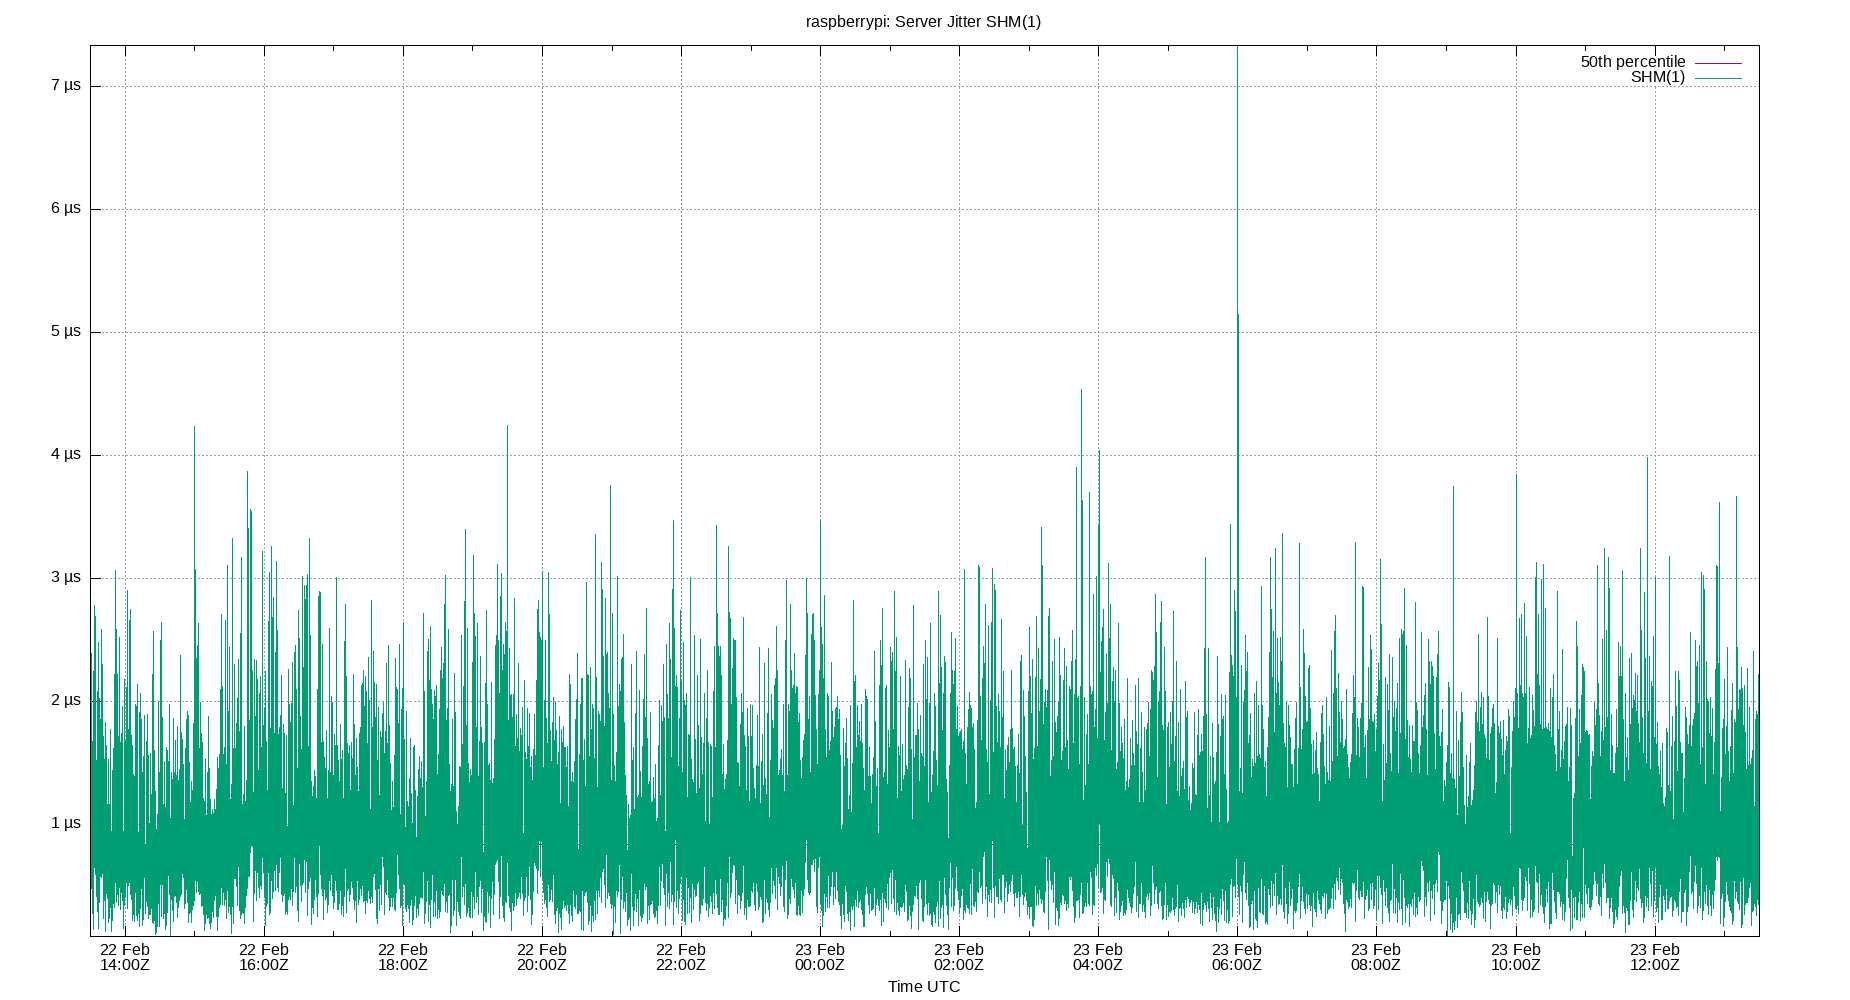 raspberrypi: Server Jitter SHM(1)
50th percentile
SHM(1)
7 µs
6 µs
5 µs
4 µs
3 µs
2 µs
1 µs
22 Feb 22 Feb 22 Feb 22 Feb 22 Feb 23 Feb 23 Feb 23 Feb 23 Feb 23 Feb 23 Feb 23 Feb
14:00Z 16:00Z 18:00Z 20:00Z 22:00Z 00:00Z 02:00Z 04:00Z 06:00Z 08:00Z 10:00Z 12:00Z
Time UTC